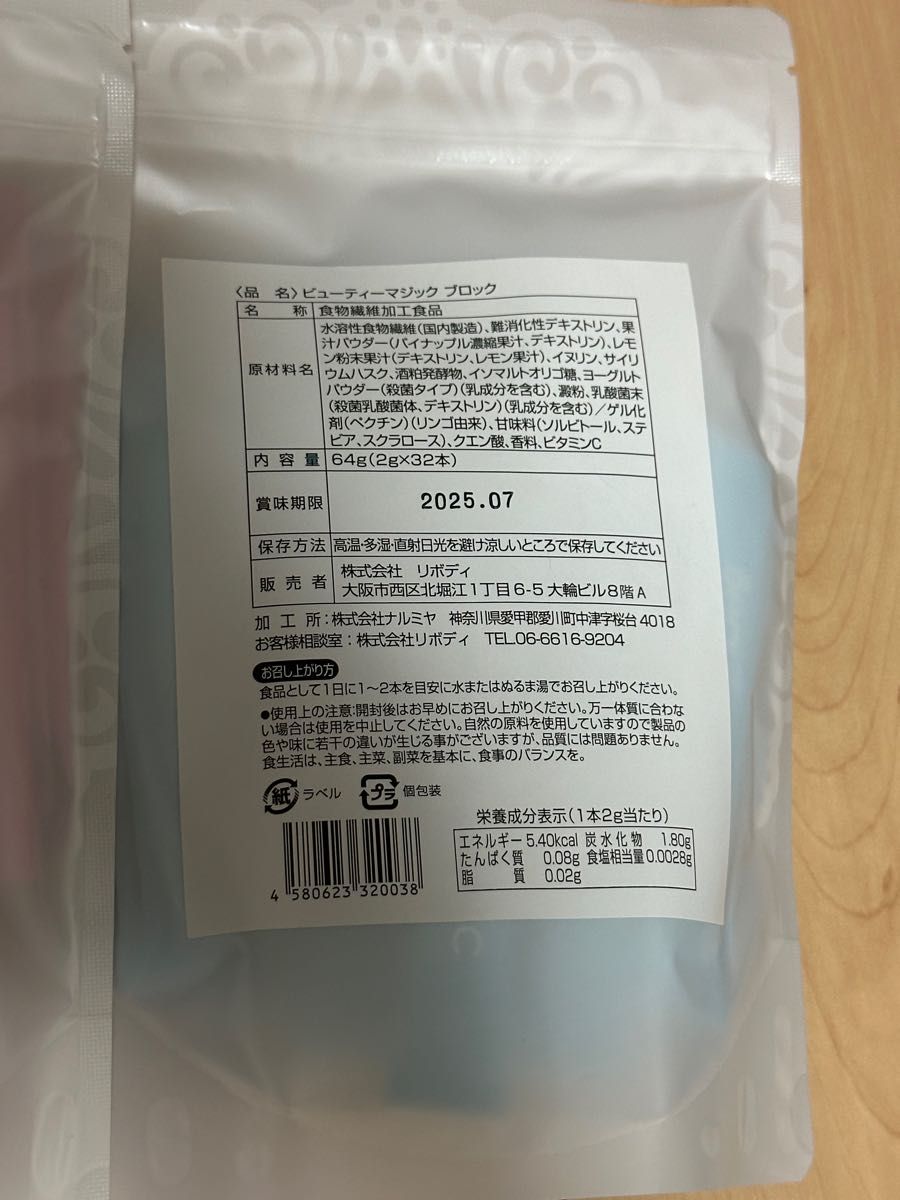 〈品　名〉ビューティーマジック ブロック
名　称 食物繊維加工食品
原材料名
水溶性食物繊維(国内製造)、難消化性デキストリン、果
汁パウダー(パイナップル濃縮果汁、デキストリン)、レモ
ン粉末果汁(デキストリン、レモン果汁)、イヌリン、サイリ
ウムハスク、酒粕発酵物、イソマルトオリゴ糖、ヨーグルト
パウダー(殺菌タイプ)(乳成分を含む)、澱粉、乳酸菌末
(殺菌乳酸菌体、デキストリン)(乳成分を含む)/ゲル化
剤(ペクチン)(リンゴ由来)、甘味料(ソルビトール、ステ
ビア、スクラロース)、クエン酸、香料、ビタミンC
内容量 64g(2g×32本)
賞味期限 2025.07
保存方法 高温・多湿・直射日光を避け涼しいところで保存してください
販売者 株式会社　リボディ
大阪市西区北堀江1丁目6-5 大輪ビル8階A
加工所:株式会社ナルミヤ　神奈川県愛甲郡愛川町中津字桜台4018
お客様相談室:株式会社リボディ　TEL.06-6616-9204
お召し上がり方
食品として1日に1〜2本を目安に水またはぬるま湯でお召し上がりください。
●使用上の注意:開封後はお早めにお召し上がりください。万一体質に合わな
い場合は使用を中止してください。自然の原料を使用していますので製品の
色や味に若干の違いが生じる事がございますが、品質には問題ありません。
食生活は、主食、主菜、副菜を基本に、食事のバランスを。
紙 ラベル プラ 個包装
栄養成分表示(1本2g当たり)
エネルギー 5.40kcal 炭水化物 1.80g
たんぱく質 0.08g 食塩相当量 0.0028g
脂質 0.02g
4 580623 320038